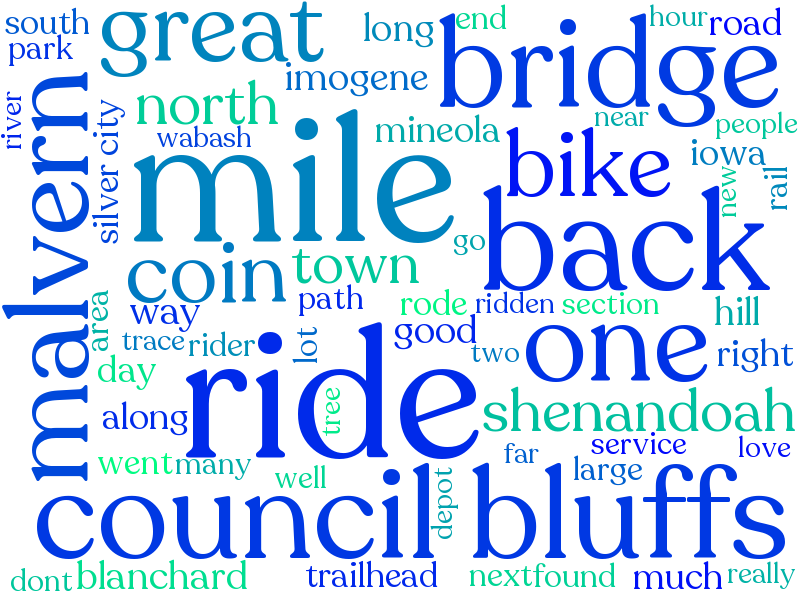 south
park
great
long
end
hour
road
bridge
imogene
north
river
wabash
silver city
malvern
mile
mineola
near
people
iowa
bike
new
rail
back
go
coin
town
way
path
rode
ridden
section
hill
area
trace
rider
lot
good
two
one
right
day
ride
tree
along
shenandoah
service
love
far
went
many
well
large
depot
council bluffs
dont
blanchard
trailhead
next
found
much
really